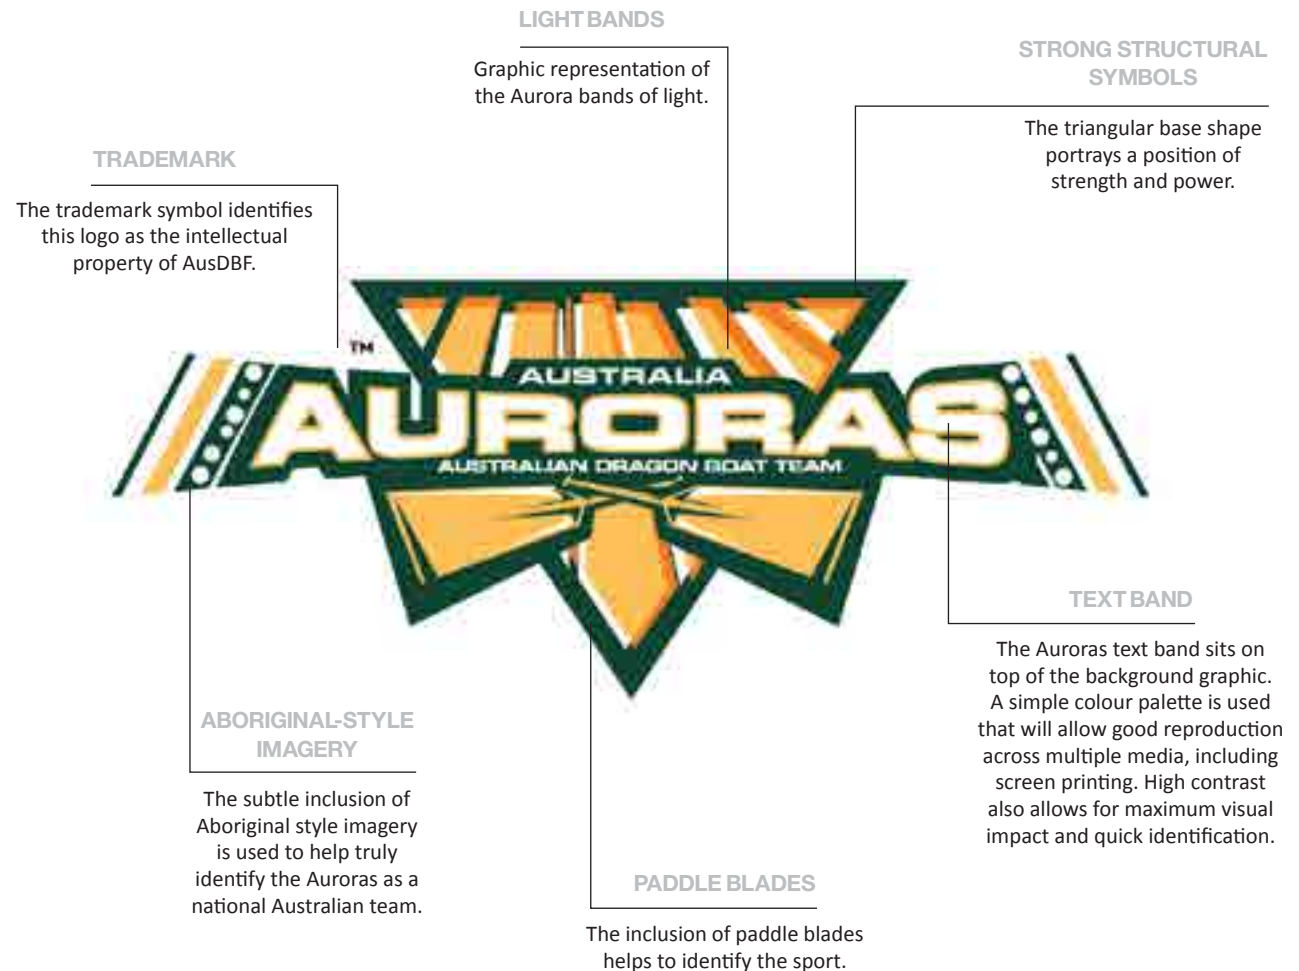 LIGHT BANDS
Graphic representation of
the Aurora bands of light.
STRONG STRUCTURAL
SYMBOLS
The triangular base shape
portrays a position of
strength and power.
TRADEMARK
The trademark symbol identifies
this logo as the intellectual
property of AusDBF.
TM
AUSTRALIA
AURORAS
AUSTRALIAN DRAGON BOAT TEAM
TEXT BAND
The Auroras text band sits on
top of the background graphic.
A simple colour palette is used
that will allow good reproduction
across multiple media, including
screen printing. High contrast
also allows for maximum visual
impact and quick identification.
ABORIGINAL-STYLE
IMAGERY
The subtle inclusion of
Aboriginal style imagery
is used to help truly
identify the Auroras as a
national Australian team.
PADDLE BLADES
The inclusion of paddle blades
helps to identify the sport.